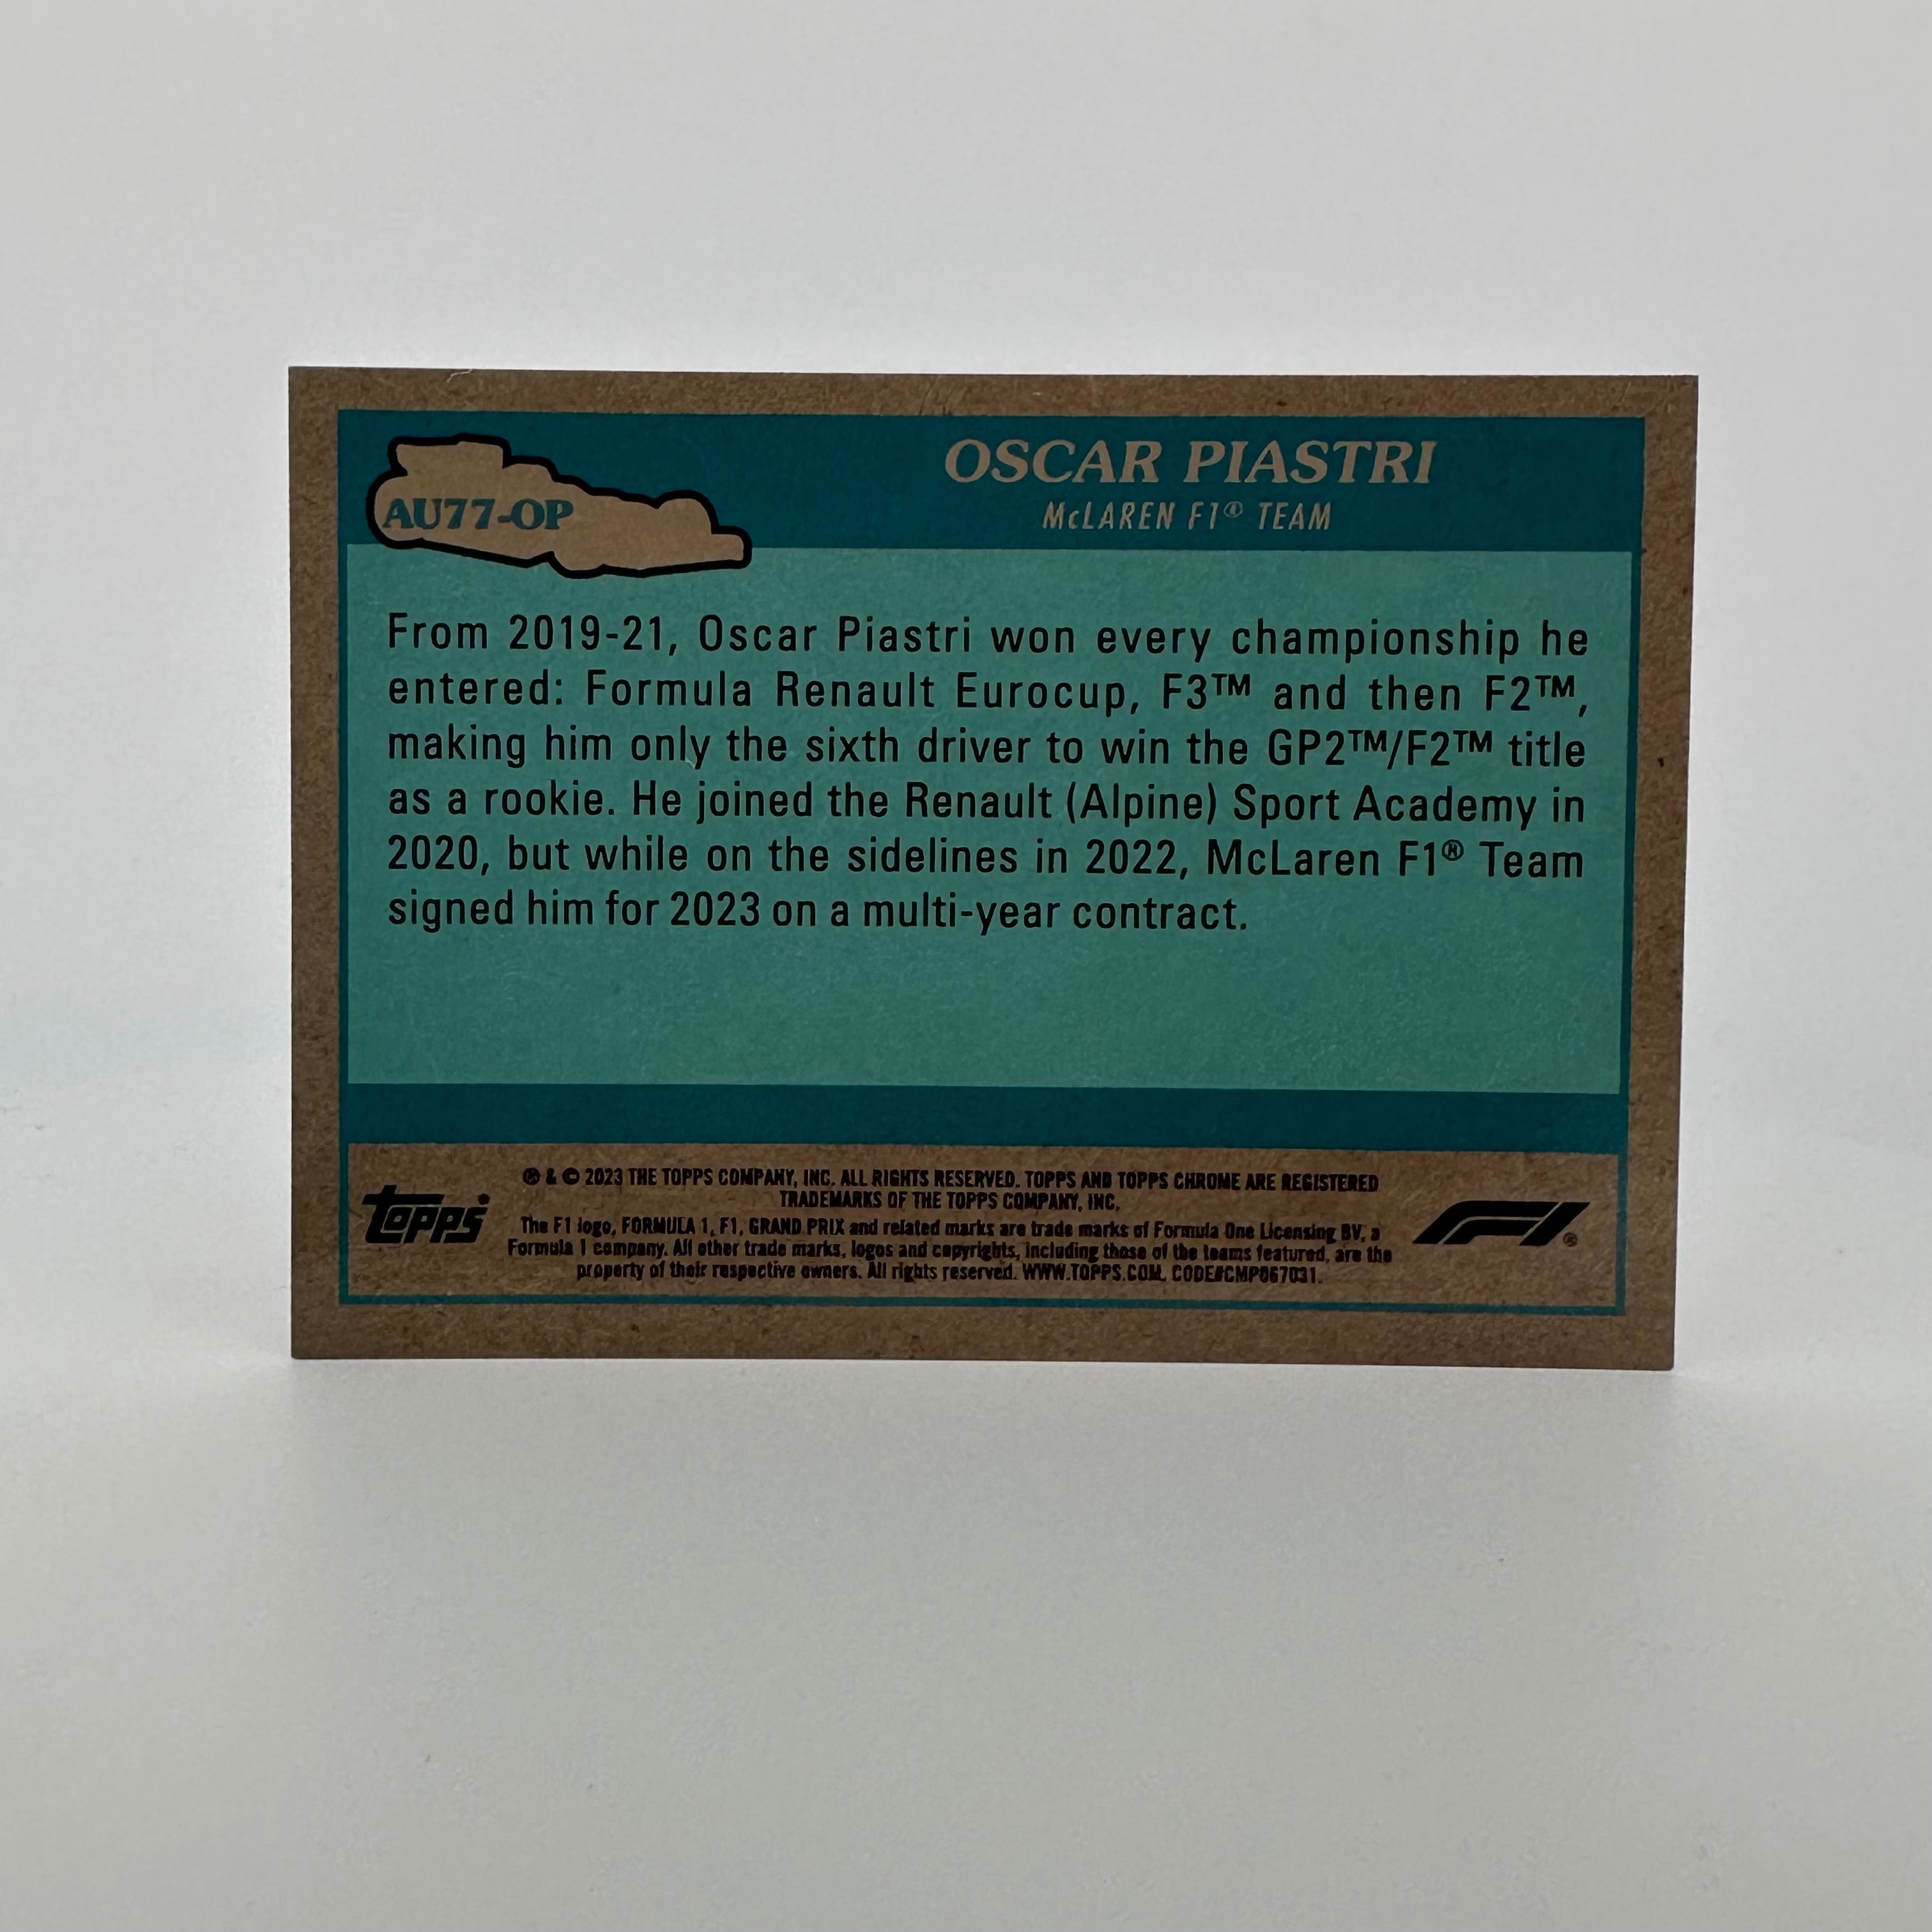 AU77-OP
OSCAR PIASTRI
McLAREN F1® TEAM
From 2019-21, Oscar Piastri won every championship he
entered: Formula Renault Eurocup, F3™ and then F2™,
making him only the sixth driver to win the GP2™/F2™ title
as a rookie. He joined the Renault (Alpine) Sport Academy in
2020, but while on the sidelines in 2022, McLaren F1® Team
signed him for 2023 on a multi-year contract.
topps
® & © 2023 THE TOPPS COMPANY, INC. ALL RIGHTS RESERVED. TOPPS AND TOPPS CHROME ARE REGISTERED
TRADEMARKS OF THE TOPPS COMPANY, INC.
The F1 logo, FORMULA 1, F1, GRAND PRIX and related marks are trade marks of Formula One Licensing BV, a
Formula 1 company. All other trade marks, logos and copyrights, including those of the teams featured, are the
property of their respective owners. All rights reserved. WWW.TOPPS.COM. CODE#CMP067031.
F1®